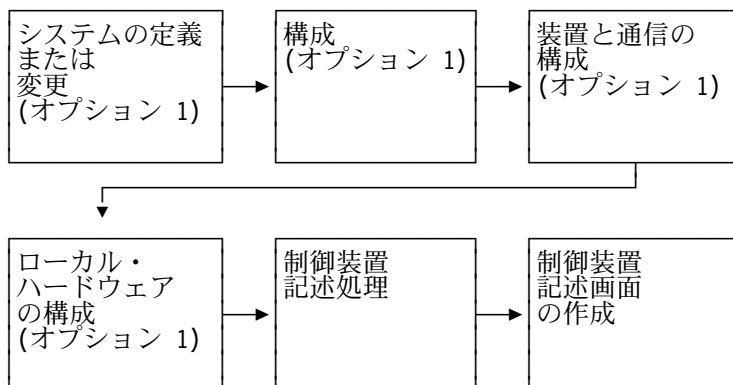 システムの定義
または
変更
(オプション 1)
構成
(オプション 1)
装置と通信の
構成
(オプション 1)
ローカル・
ハードウェア
の構成
(オプション 1)
制御装置
記述処理
制御装置
記述画面
の作成